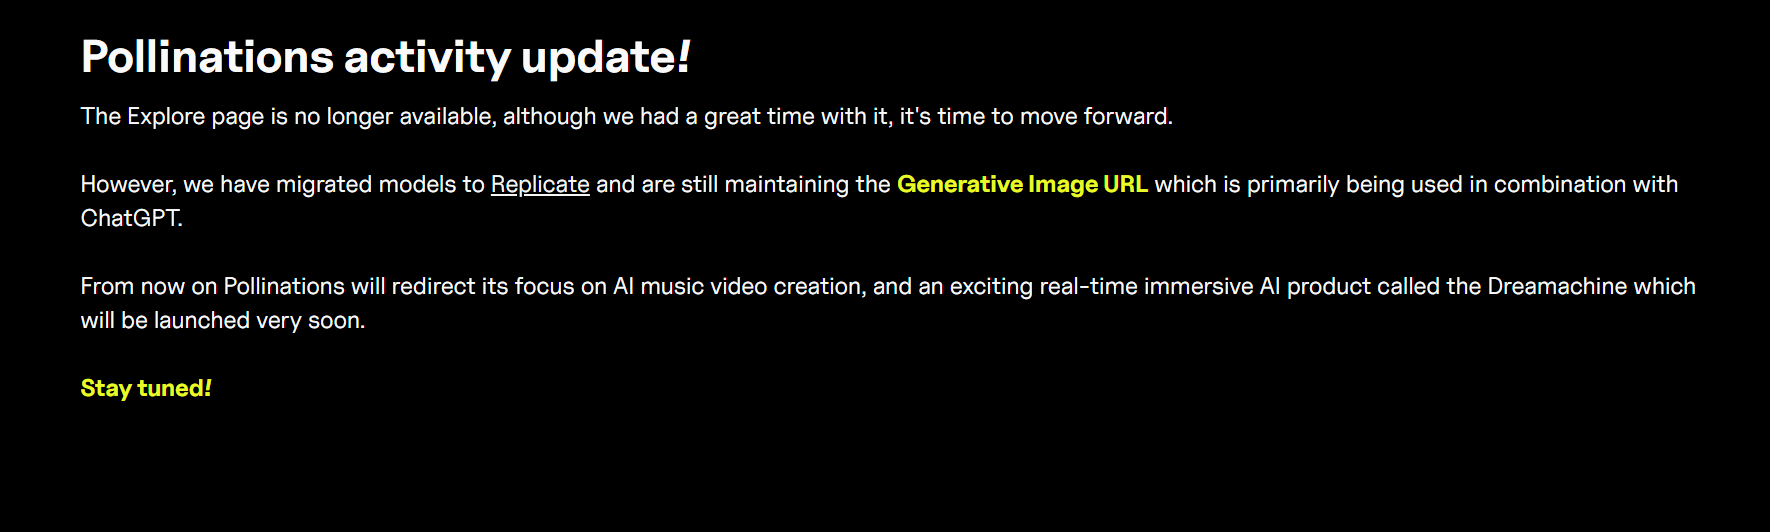 Pollinations activity update!
The Explore page is no longer available, although we had a great time with it, it's time to move forward.
However, we have migrated models to Replicate and are still maintaining the Generative Image URL which is primarily being used in combination with
ChatGPT.
From now on Pollinations will redirect its focus on AI music video creation, and an exciting real-time immersive AI product called the Dreamachine which
will be launched very soon.
Stay tuned!